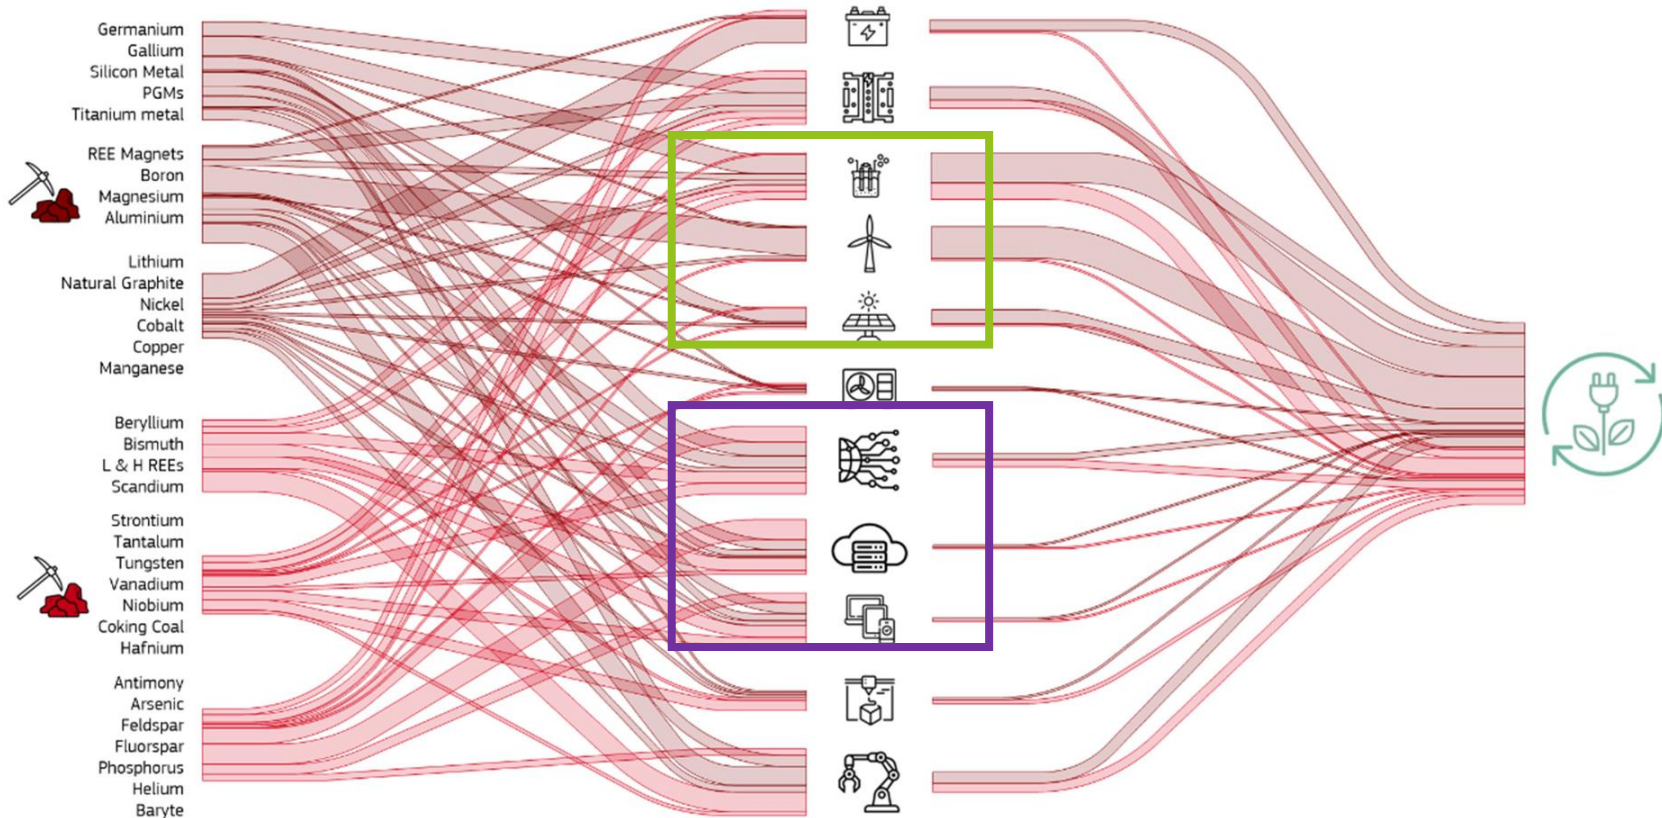 Germanium
Gallium
Silicon Metal
PGMs
Titanium metal
REE Magnets
Boron
Magnesium
Aluminium
Lithium
Natural Graphite
Nickel
Cobalt
Copper
Manganese
Beryllium
Bismuth
L & H REEs
Scandium
Strontium
Tantalum
Tungsten
Vanadium
Niobium
Coking Coal
Hafnium
Antimony
Arsenic
Feldspar
Fluorspar
Phosphorus
Helium
Baryte